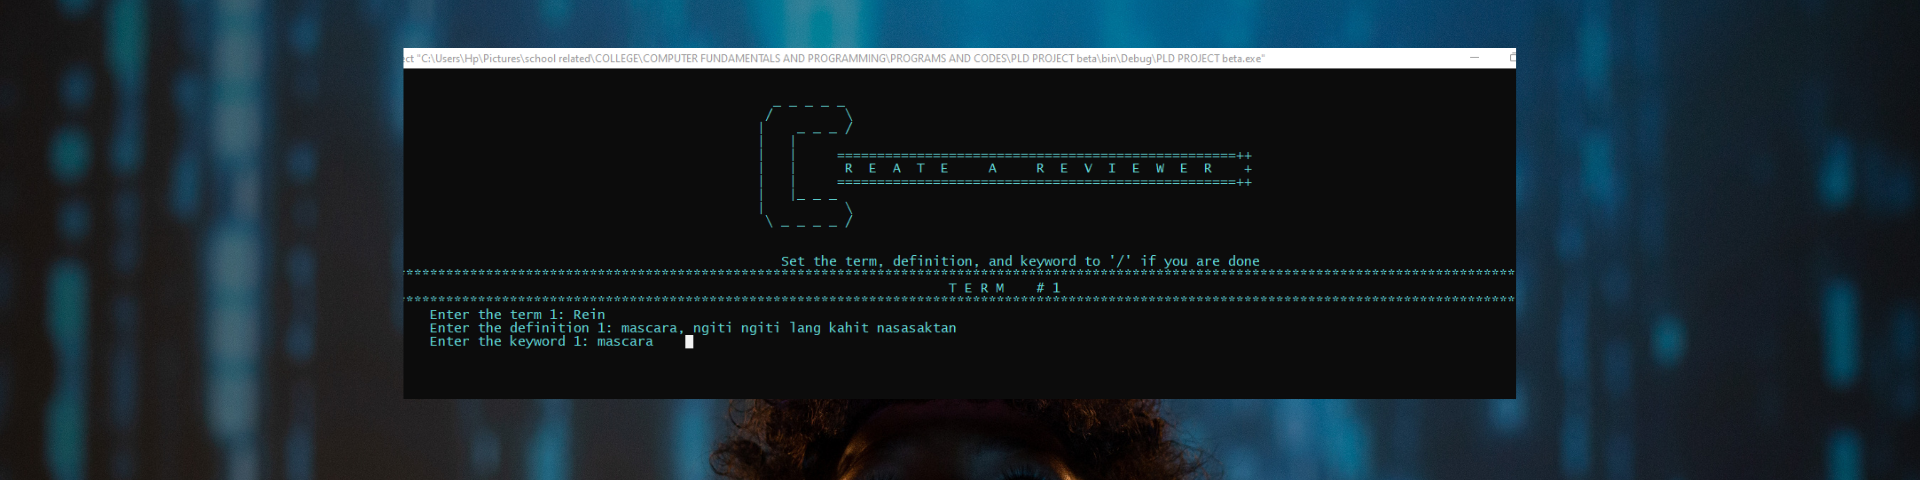 ct "C:\Users\Hp\Pictures\school related\COLLEGE\COMPUTER FUNDAMENTALS AND PROGRAMMING\PROGRAMS AND CODES\PLD PROJECT beta\bin\Debug\PLD PROJECT beta.exe"
R E A T E A R E V I E W E R
Set the term, definition, and keyword to '/' if you are done
T E R M # 1
Enter the term 1: Rein
Enter the definition 1: mascara, ngiti ngiti lang kahit nasasaktan
Enter the keyword 1: mascara